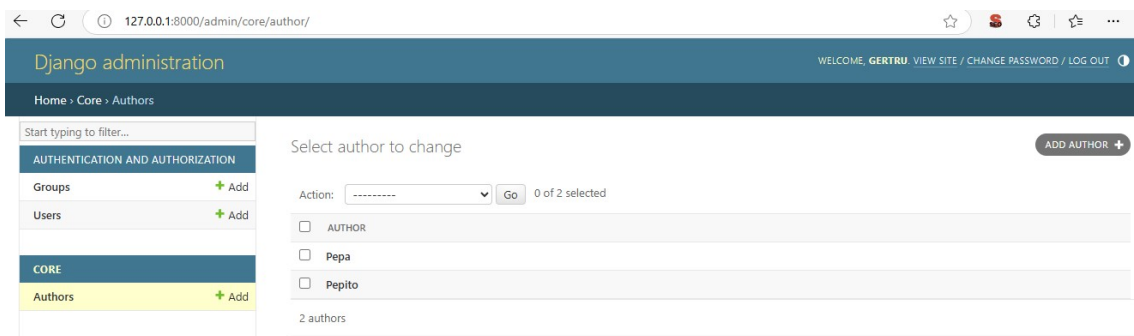 127.0.0.1:8000/admin/core/author/
Django administration
WELCOME, GERTRU. VIEW SITE / CHANGE PASSWORD / LOG OUT
Home › Core › Authors
Start typing to filter...
AUTHENTICATION AND AUTHORIZATION
Groups + Add
Users + Add
CORE
Authors + Add
Select author to change
ADD AUTHOR +
Action: --------- Go 0 of 2 selected
AUTHOR
Pepa
Pepito
2 authors